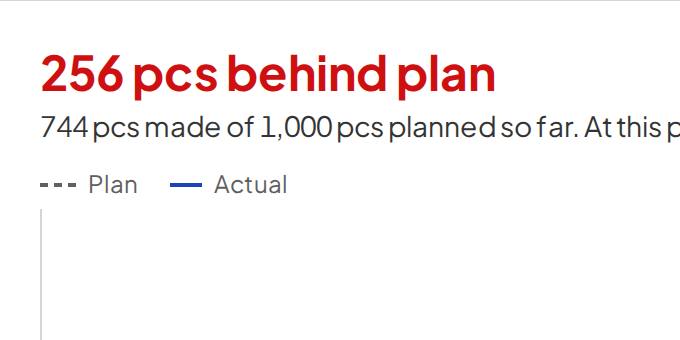 256 pcs behind plan
744 pcs made of 1,000 pcs planned so far. At this
Plan
Actual